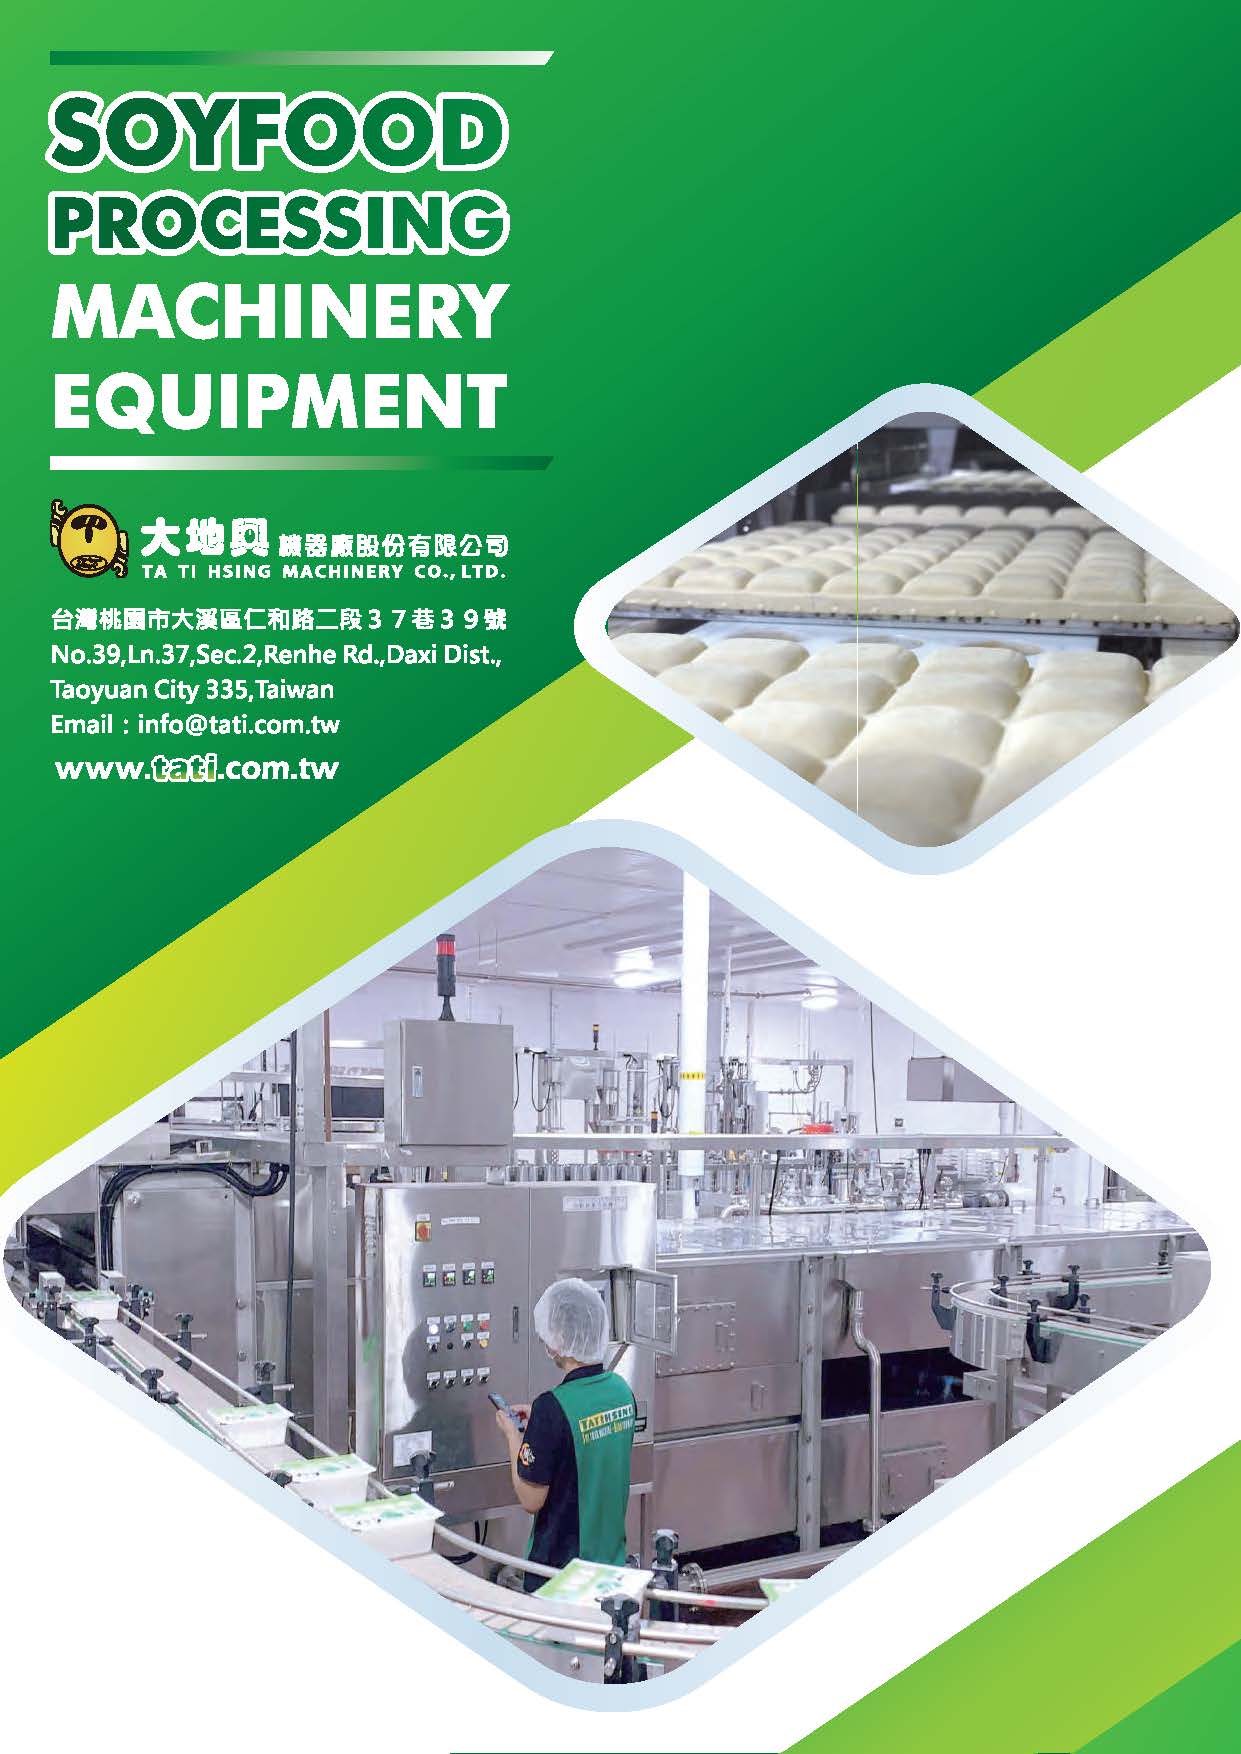 SOYFOOD
PROCESSING
MACHINERY
EQUIPMENT
大地興 機器廠股份有限公司
TA TI HSING MACHINERY CO., LTD.
台灣桃園市大溪區仁和路二段３７巷３９號
No.39,Ln.37,Sec.2,Renhe Rd.,Daxi Dist.,
Taoyuan City 335,Taiwan
Email：info@tati.com.tw
www.tati.com.tw
TATIHSING